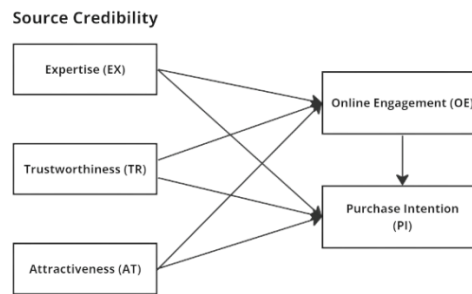 Source Credibility
Expertise (EX)
Online Engagement (OE)
Trustworthiness (TR)
Purchase Intention
(PI)
Attractiveness (AT)